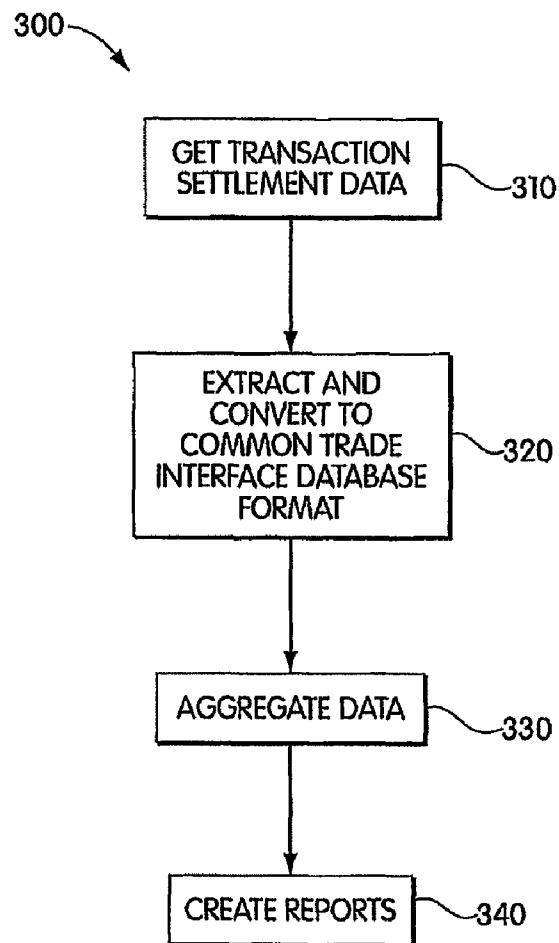 300
GET TRANSACTION
SETTLEMENT DATA
310
EXTRACT AND
CONVERT TO
COMMON TRADE
INTERFACE DATABASE
FORMAT
320
AGGREGATE DATA
330
CREATE REPORTS
340